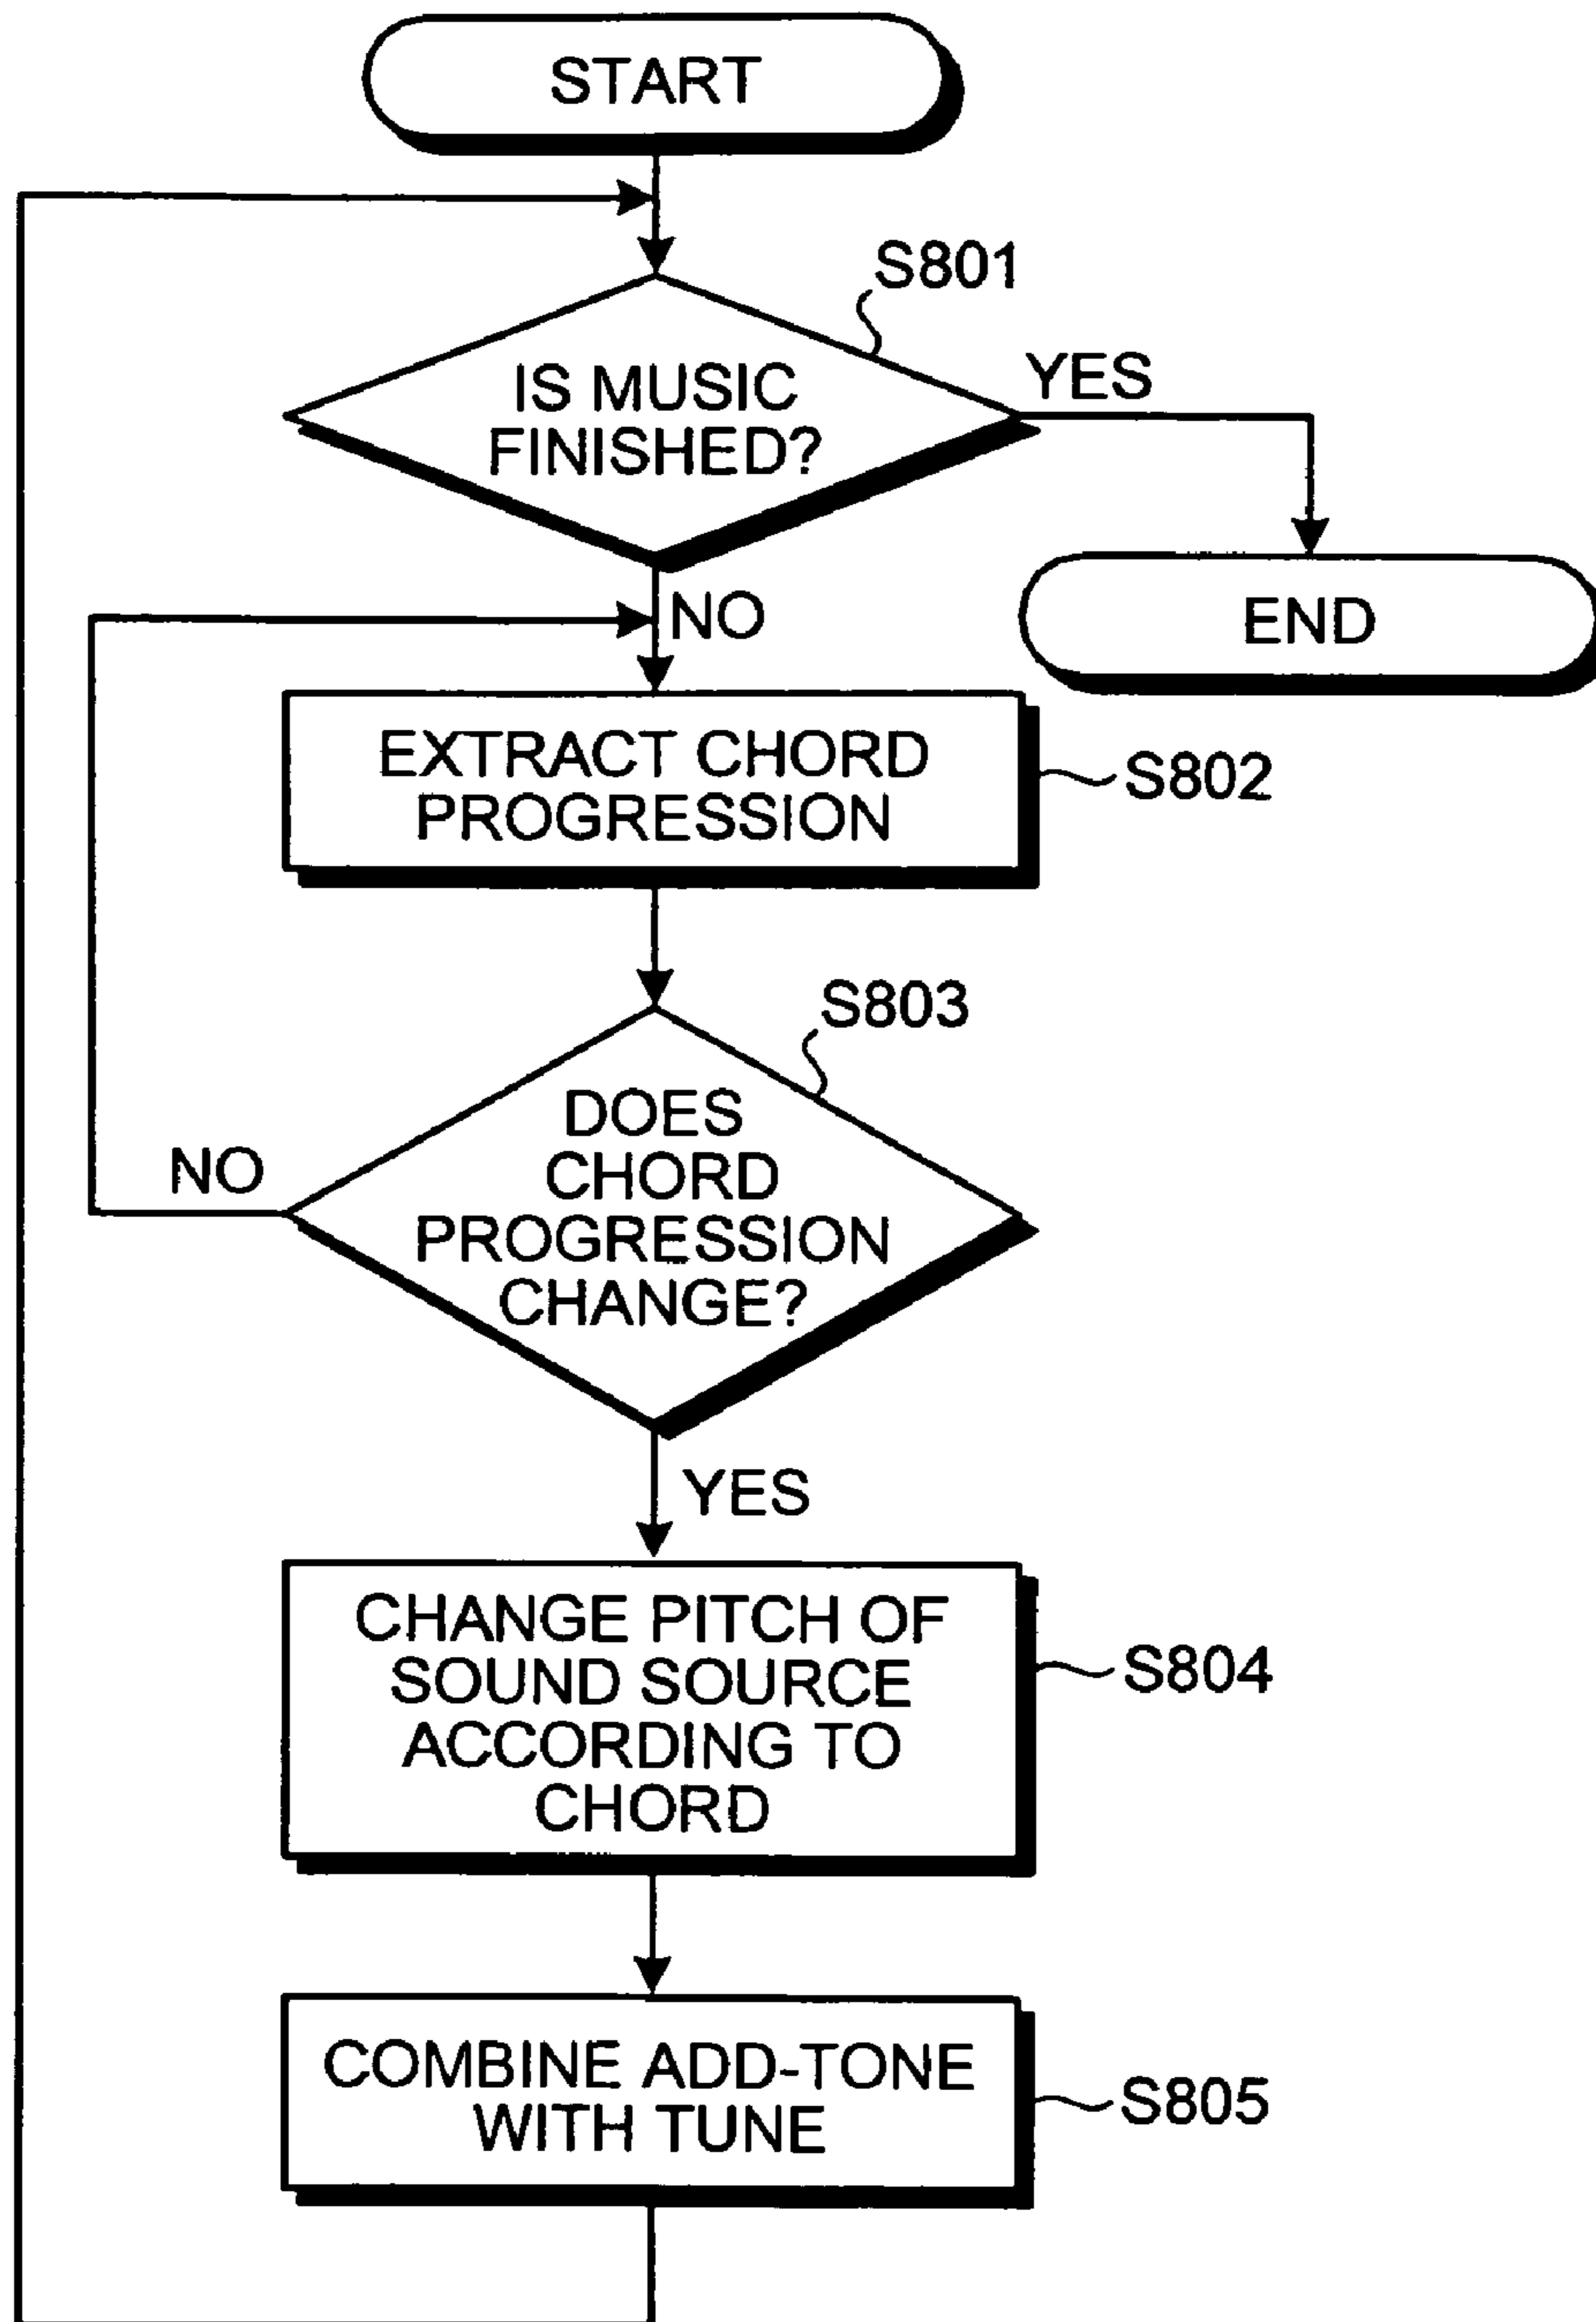 START
S801
IS MUSIC
FINISHED?
YES
END
NO
EXTRACT CHORD
PROGRESSION
S802
S803
DOES
CHORD
PROGRESSION
CHANGE?
NO
YES
CHANGE PITCH OF
SOUND SOURCE
ACCORDING TO
CHORD
S804
COMBINE ADD-TONE
WITH TUNE
S805